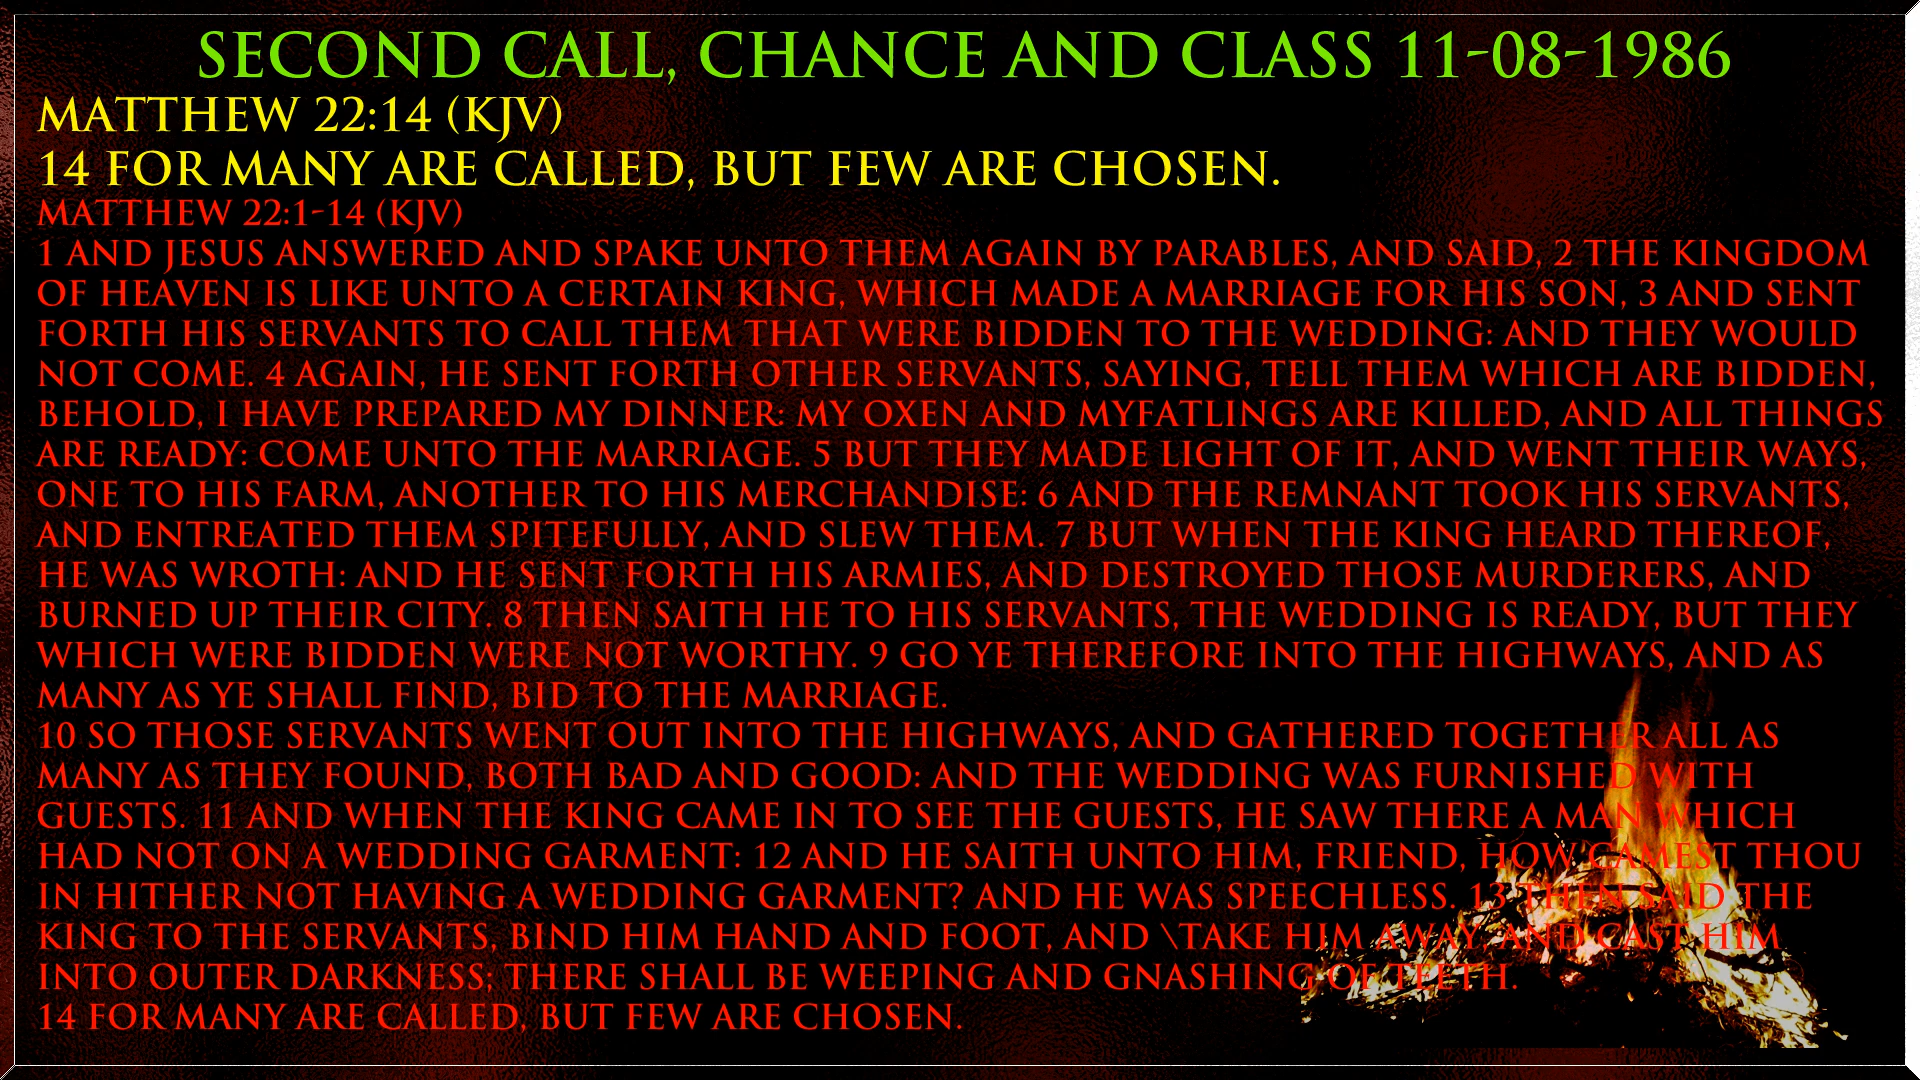 SECOND CALL, CHANCE AND CLASS 11-08-1986
MATTHEW 22:14 (KJV)
14 FOR MANY ARE CALLED, BUT FEW ARE CHOSEN.
MATTHEW 22:1-14 (KJV)
1 AND JESUS ANSWERED AND SPAKE UNTO THEM AGAIN BY PARABLES, AND SAID, 2 THE KINGDOM
OF HEAVEN IS LIKE UNTO A CERTAIN KING, WHICH MADE A MARRIAGE FOR HIS SON, 3 AND SENT
FORTH HIS SERVANTS TO CALL THEM THAT WERE BIDDEN TO THE WEDDING: AND THEY WOULD
NOT COME. 4 AGAIN, HE SENT FORTH OTHER SERVANTS, SAYING, TELL THEM WHICH ARE BIDDEN,
BEHOLD, I HAVE PREPARED MY DINNER: MY OXEN AND MYFATLINGS ARE KILLED, AND ALL THINGS
ARE READY: COME UNTO THE MARRIAGE. 5 BUT THEY MADE LIGHT OF IT, AND WENT THEIR WAYS,
ONE TO HIS FARM, ANOTHER TO HIS MERCHANDISE: 6 AND THE REMNANT TOOK HIS SERVANTS,
AND ENTREATED THEM SPITEFULLY, AND SLEW THEM. 7 BUT WHEN THE KING HEARD THEREOF,
HE WAS WROTH: AND HE SENT FORTH HIS ARMIES, AND DESTROYED THOSE MURDERERS, AND
BURNED UP THEIR CITY. 8 THEN SAITH HE TO HIS SERVANTS, THE WEDDING IS READY, BUT THEY
WHICH WERE BIDDEN WERE NOT WORTHY. 9 GO YE THEREFORE INTO THE HIGHWAYS, AND AS
MANY AS YE SHALL FIND, BID TO THE MARRIAGE.
10 SO THOSE SERVANTS WENT OUT INTO THE HIGHWAYS, AND GATHERED TOGETHER ALL AS
MANY AS THEY FOUND, BOTH BAD AND GOOD: AND THE WEDDING WAS FURNISHED WITH
GUESTS. 11 AND WHEN THE KING CAME IN TO SEE THE GUESTS, HE SAW THERE A MAN WHICH
HAD NOT ON A WEDDING GARMENT: 12 AND HE SAITH UNTO HIM, FRIEND, HOW CAMEST THOU
IN HITHER NOT HAVING A WEDDING GARMENT? AND HE WAS SPEECHLESS. 13 THEN SAID THE
KING TO THE SERVANTS, BIND HIM HAND AND FOOT, AND \TAKE HIM AWAY, AND CAST HIM
INTO OUTER DARKNESS; THERE SHALL BE WEEPING AND GNASHING OF TEETH.
14 FOR MANY ARE CALLED, BUT FEW ARE CHOSEN.